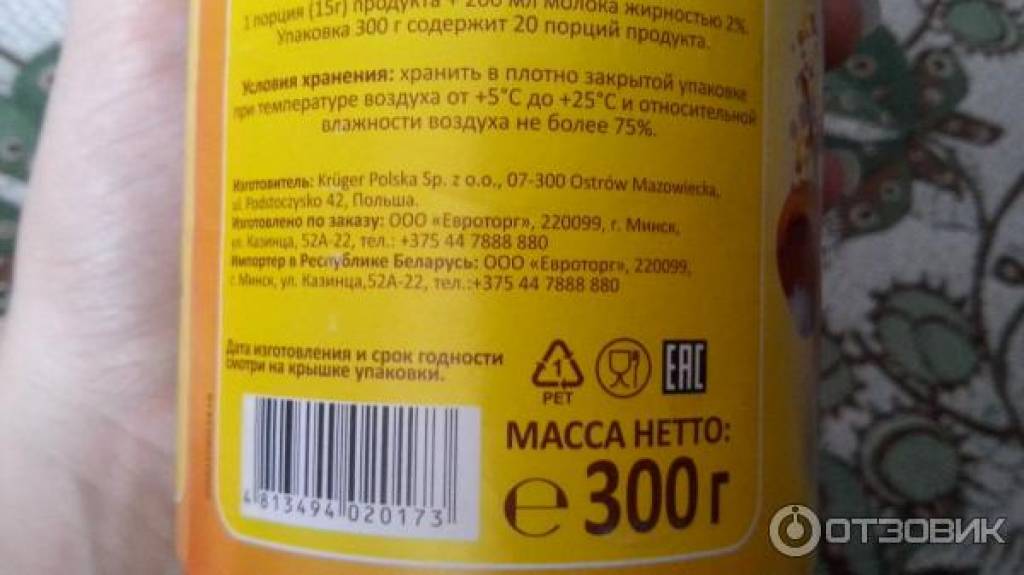 1 порция (15г) продукта + 200 мл молока жирностью 2%.
Упаковка 300 г содержит 20 порций продукта.
Условия хранения: хранить в плотно закрытой упаковке
при температуре воздуха от +5°С до +25°С и относительной
влажности воздуха не более 75%.
Изготовитель: Krüger Polska Sp. z o.o., 07-300 Ostrów Mazowiecka,
ul. Podstoczysko 42, Польша.
Изготовлено по заказу: ООО «Евроторг», 220099, г. Минск,
ул. Казинца, 52А-22, тел.: +375 44 7888 880
Импортер в Республике Беларусь: ООО «Евроторг», 220099,
г. Минск, ул. Казинца,52А-22, тел.:+375 44 7888 880
Дата изготовления и срок годности
смотри на крышке упаковки.
1
PET
EAC
МАССА НЕТТО:
℮ 300 г
4 813494 020173
ОТЗОВИК